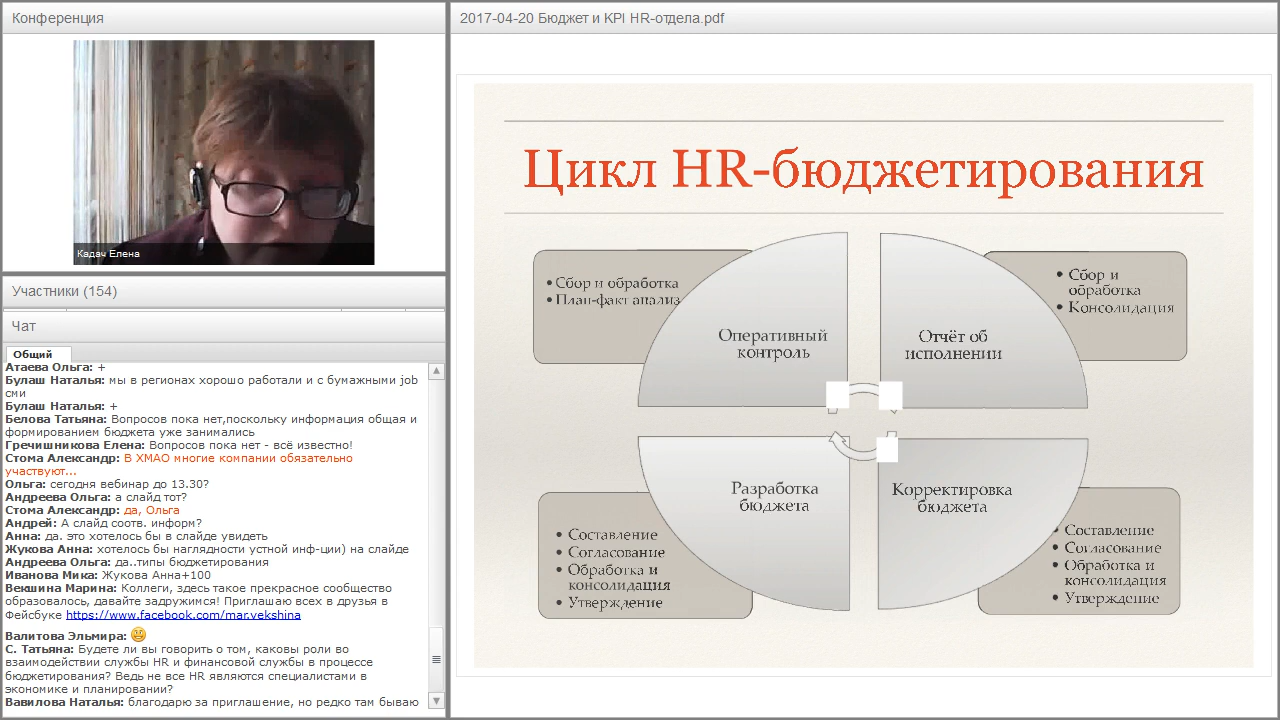 Конференция
Кадач Елена
Участники (154)
Чат
Общий
Атаева Ольга: +
Булаш Наталья: мы в регионах хорошо работали и с бумажными job
сми
Булаш Наталья: +
Белова Татьяна: Вопросов пока нет,поскольку информация общая и
формированием бюджета уже занимались
Гречишникова Елена: Вопросов пока нет - всё известно!
Стома Александр: В ХМАО многие компании обязательно
участвуют...
Ольга: сегодня вебинар до 13.30?
Андреева Ольга: а слайд тот?
Стома Александр: да, Ольга
Андрей: А слайд соотв. информ?
Анна: да. это хотелось бы в слайде увидеть
Жукова Анна: хотелось бы наглядности устной инф-ции) на слайде
Андреева Ольга: да..типы бюджетирования
Иванова Мика: Жукова Анна+100
Векшина Марина: Коллеги, здесь такое прекрасное сообщество
образовалось, давайте задружимся! Приглашаю всех в друзья в
Фейсбуке https://www.facebook.com/mar.vekshina
Валитова Эльмира:
С. Татьяна: Будете ли вы говорить о том, каковы роли во
взаимодействии службы HR и финансовой службы в процессе
бюджетирования? Ведь не все HR являются специалистами в
экономике и планировании?
Вавилова Наталья: благодарю за приглашение, но редко там бываю
2017-04-20 Бюджет и KPI HR-отдела.pdf
Цикл HR-бюджетирования
• Сбор и обработка
• План-факт анализ
Оперативный
контроль
Отчёт об
исполнении
• Сбор и
обработка
• Консолидация
Разработка
бюджета
• Составление
• Согласование
• Обработка и
консолидация
• Утверждение
Корректировка
бюджета
• Составление
• Согласование
• Обработка и
консолидация
• Утверждение